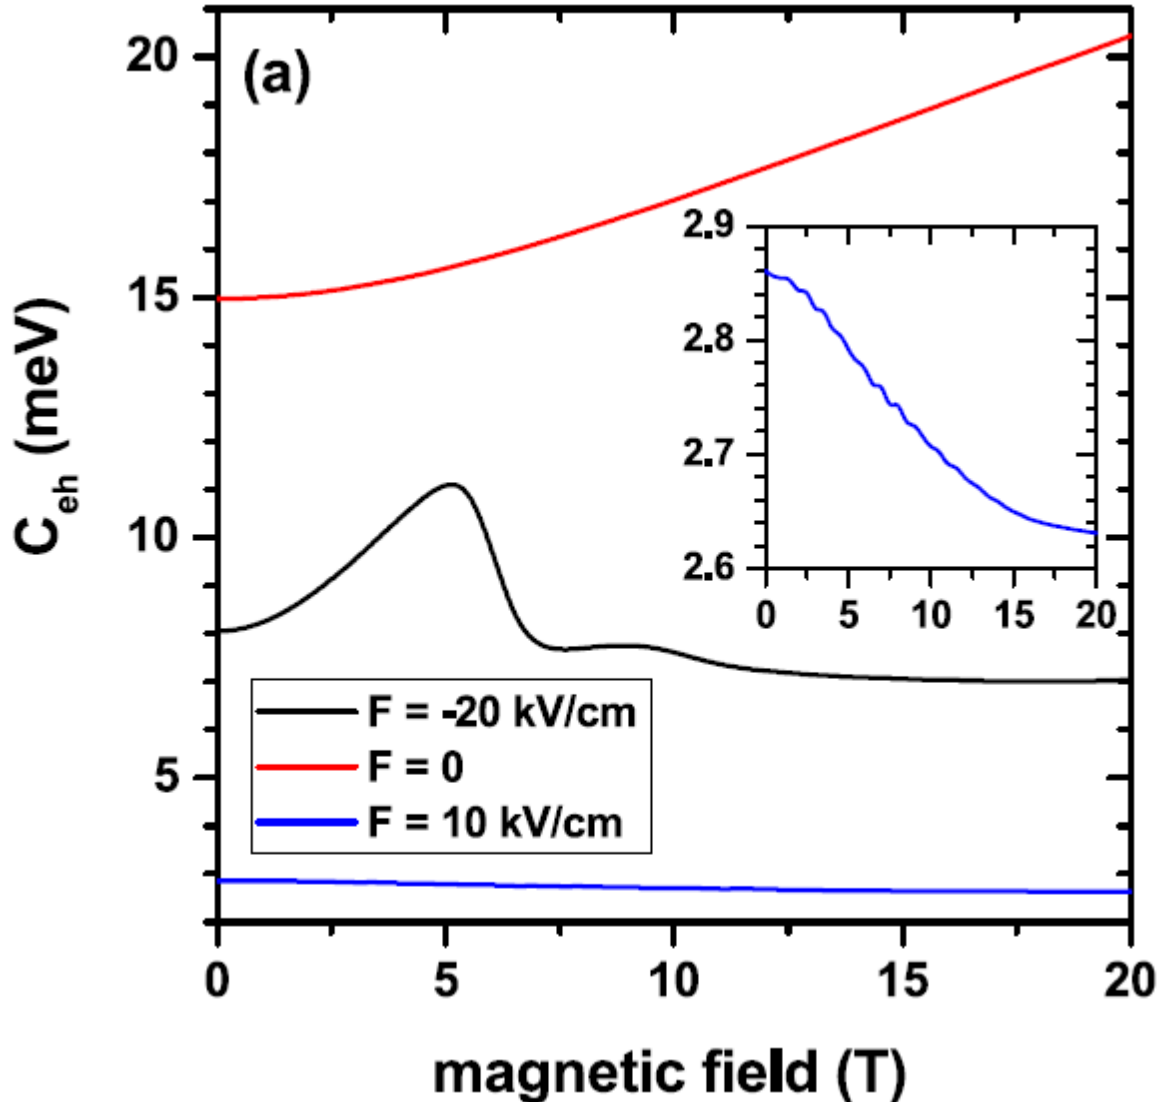 (a)
20
15
10
5
C_eh (meV)
0 5 10 15 20
magnetic field (T)
F = -20 kV/cm
F = 0
F = 10 kV/cm
2.9
2.8
2.7
2.6
0 5 10 15 20